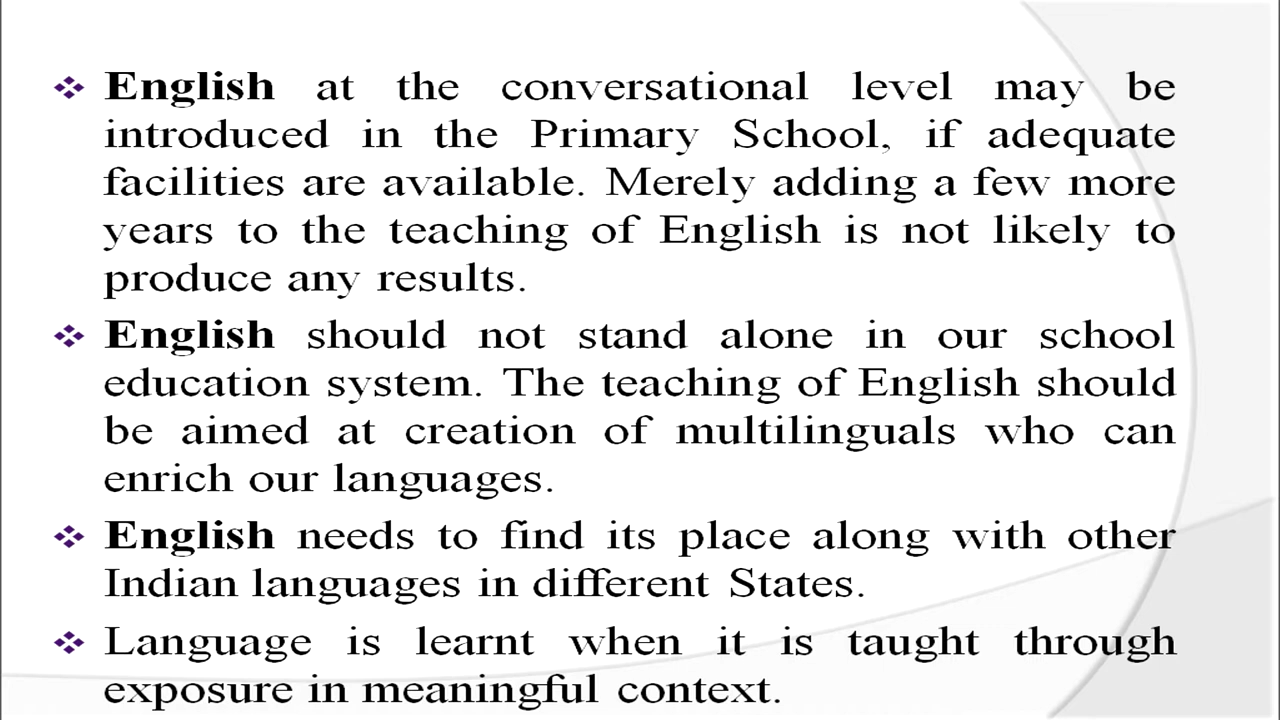 ❖ English at the conversational level may be
introduced in the Primary School, if adequate
facilities are available. Merely adding a few more
years to the teaching of English is not likely to
produce any results.
❖ English should not stand alone in our school
education system. The teaching of English should
be aimed at creation of multilinguals who can
enrich our languages.
❖ English needs to find its place along with other
Indian languages in different States.
❖ Language is learnt when it is taught through
exposure in meaningful context.